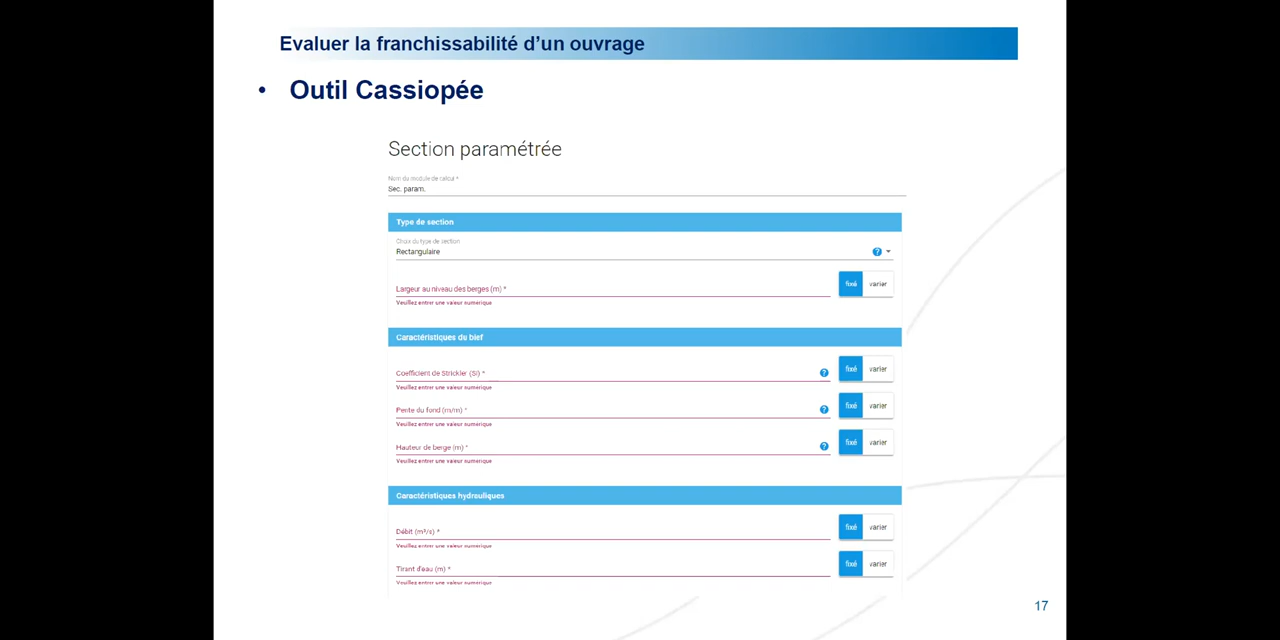 Evaluer la franchissabilité d'un ouvrage
• Outil Cassiopée
Section paramétrée
Nom du module de calcul *
Sec. param.
Type de section
Choix du type de section
Rectangulaire
?
Largeur au niveau des berges (m) *
fixé varier
Veuillez entrer une valeur numérique
Caractéristiques du bief
Coefficient de Strickler (SI) *
? fixé varier
Veuillez entrer une valeur numérique
Pente du fond (m/m) *
? fixé varier
Veuillez entrer une valeur numérique
Hauteur de berge (m) *
? fixé varier
Veuillez entrer une valeur numérique
Caractéristiques hydrauliques
Débit (m³/s) *
fixé varier
Veuillez entrer une valeur numérique
Tirant d'eau (m) *
fixé varier
Veuillez entrer une valeur numérique
17